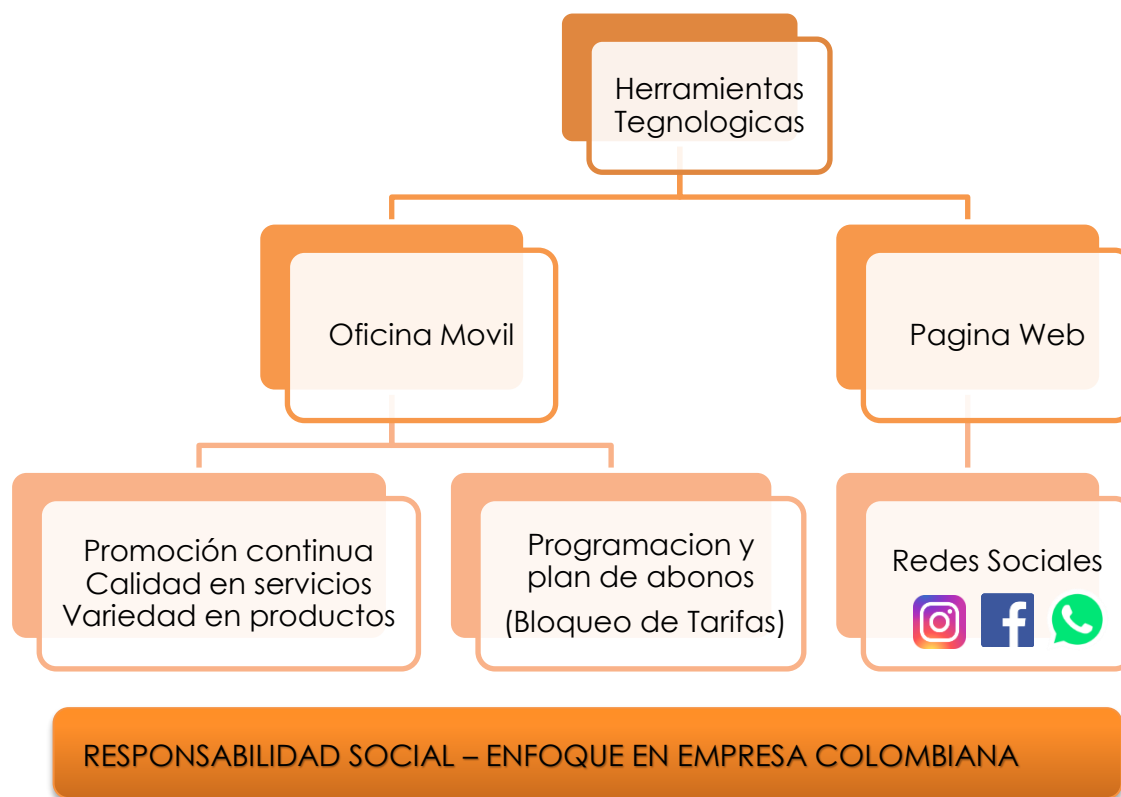 Herramientas
Tegnologicas
Oficina Movil
Pagina Web
Promoción continua
Calidad en servicios
Variedad en productos
Programacion y
plan de abonos
(Bloqueo de Tarifas)
Redes Sociales
RESPONSABILIDAD SOCIAL – ENFOQUE EN EMPRESA COLOMBIANA